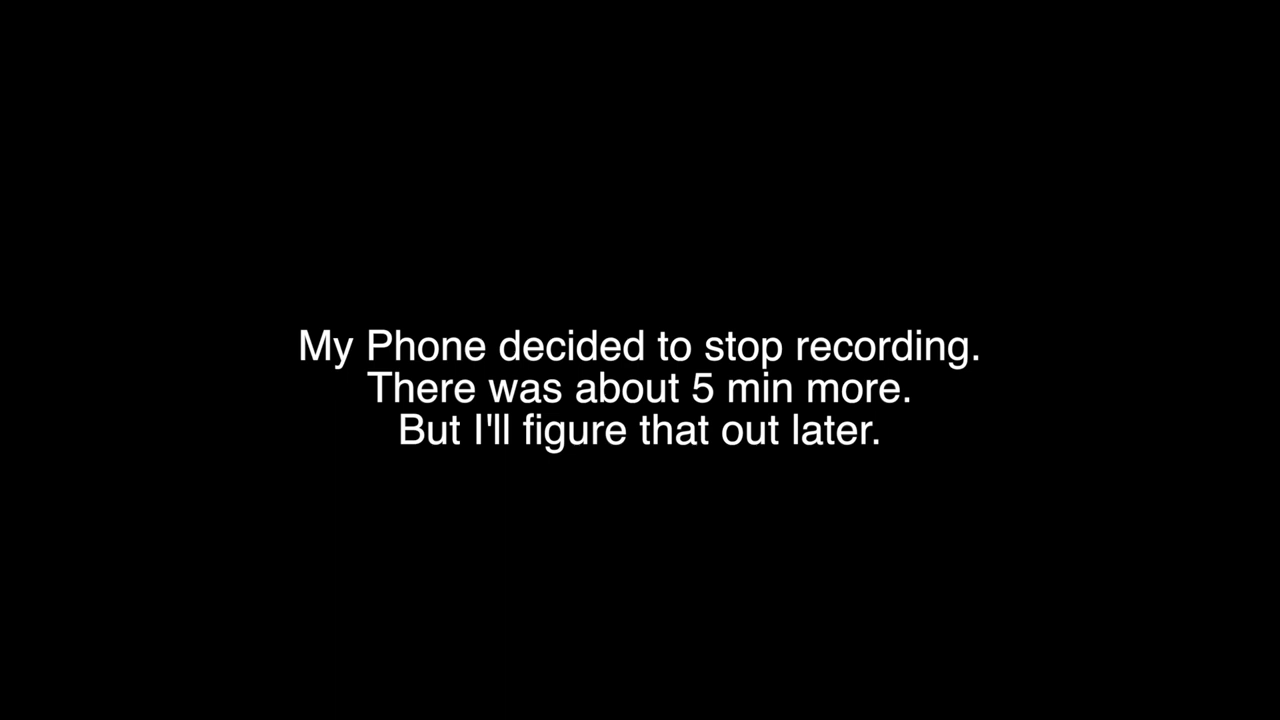 My Phone decided to stop recording.
There was about 5 min more.
But I'll figure that out later.